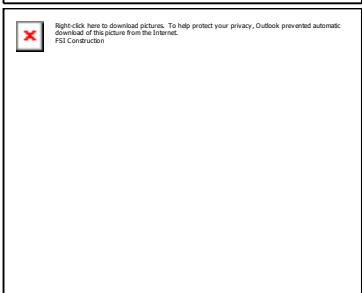 Right-click here to download pictures. To help protect your privacy, Outlook prevented automatic
download of this picture from the Internet.
FSI Construction